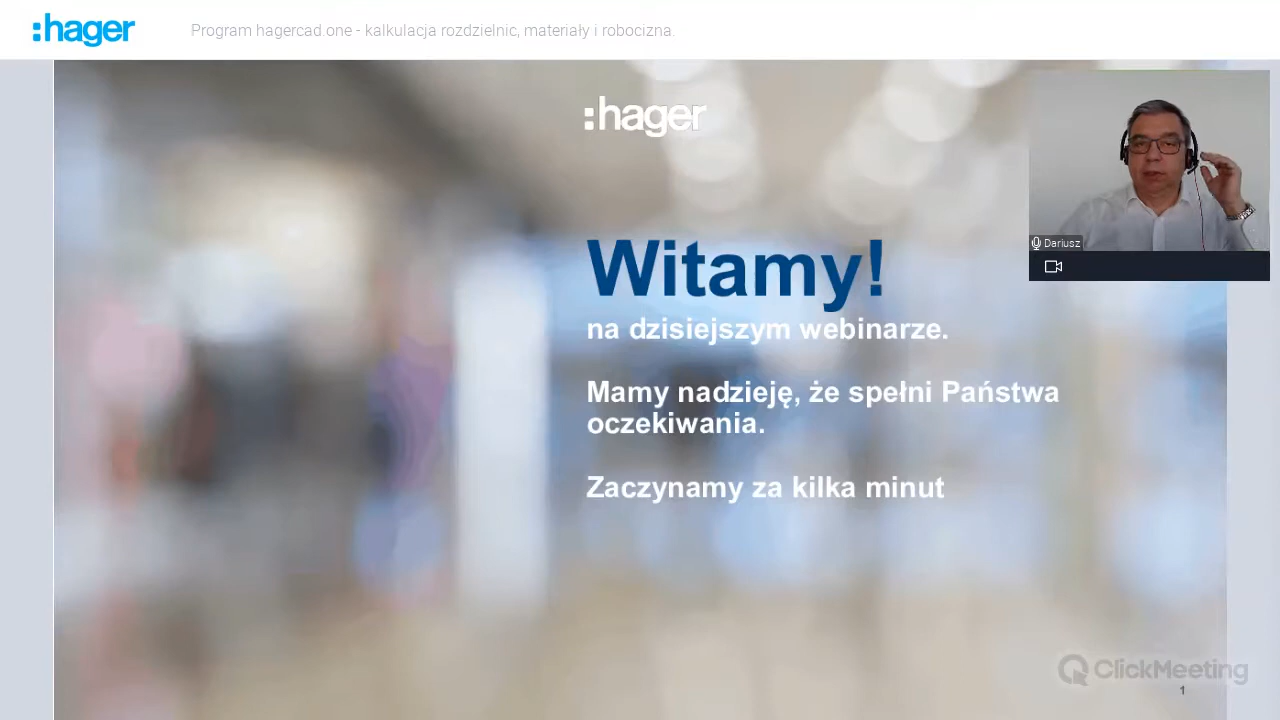 :hager
Program hagercad.one - kalkulacja rozdzielnic, materiały i robocizna.
:hager
Witamy!
na dzisiejszym webinarze.
Mamy nadzieję, że spełni Państwa
oczekiwania.
Zaczynamy za kilka minut
Dariusz
ClickMeeting
1